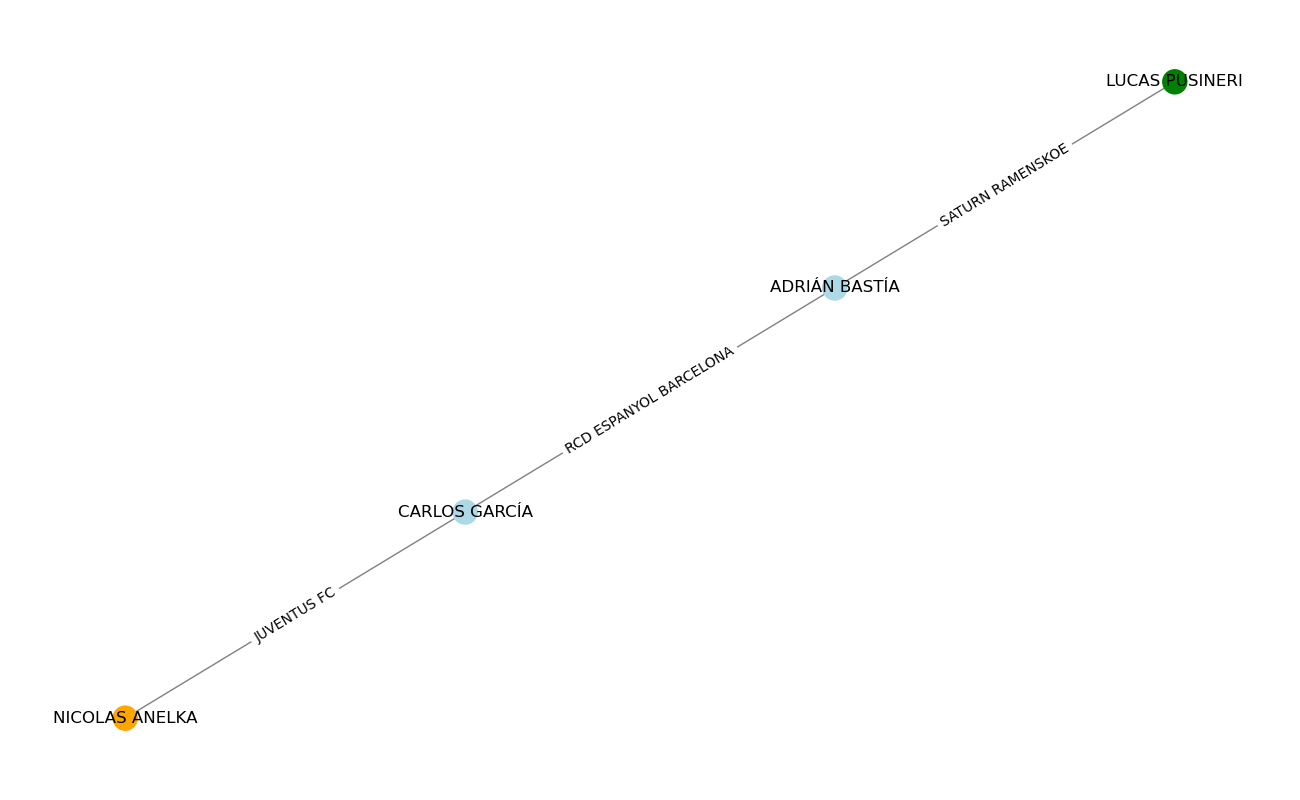 LUCAS PUSINERI
SATURN RAMENSKOE
ADRIÁN BASTÍA
RCD ESPANYOL BARCELONA
CARLOS GARCÍA
JUVENTUS FC
NICOLAS ANELKA